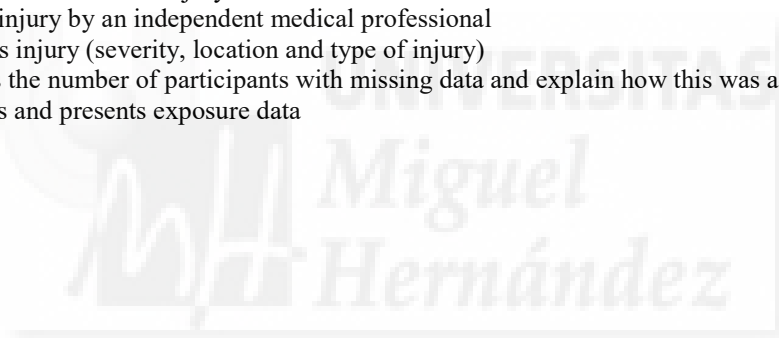 injury by an independent medical professional
s injury (severity, location and type of injury)
the number of participants with missing data and explain how this was a
s and presents exposure data
UNIVERSITAS
Miguel
Hernández